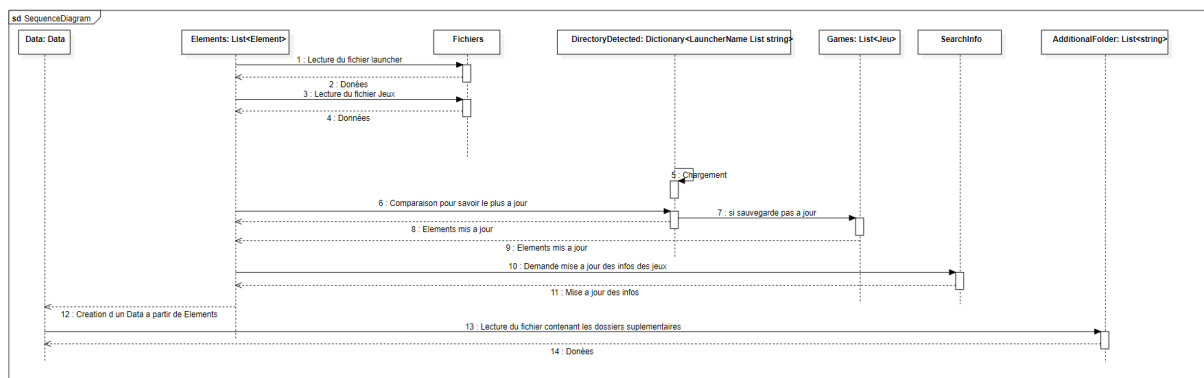 sd SequenceDiagram
Data: Data
Elements: List<Element>
Fichiers
DirectoryDetected: Dictionary<LauncherName List string>
Games: List<Jeu>
SearchInfo
AdditionalFolder: List<string>
1 : Lecture du fichier launcher
2 : Donées
3 : Lecture du fichier Jeux
4 : Données
5 : Chargement
6 : Comparaison pour savoir le plus a jour
7 : si sauvegarde pas a jour
8 : Elements mis a jour
9 : Elements mis a jour
10 : Demande mise a jour des infos des jeux
11 : Mise a jour des infos
12 : Creation d un Data a partir de Elements
13 : Lecture du fichier contenant les dossiers suplementaires
14 : Donées